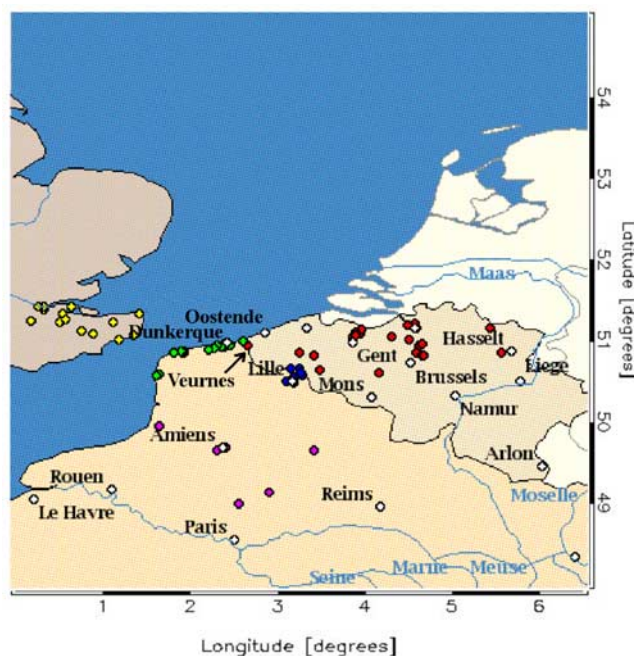 54
53
52
51
50
49
Latitude [degrees]
Maas
Oostende
Dunkerque
Hasselt
Gent
Liege
Veurnes
Lille
Mons
Brussels
Namur
Amiens
Arlon
Rouen
Reims
Moselle
Le Havre
Paris
Seine
Marne
Meuse
1 2 3 4 5 6
Longitude [degrees]